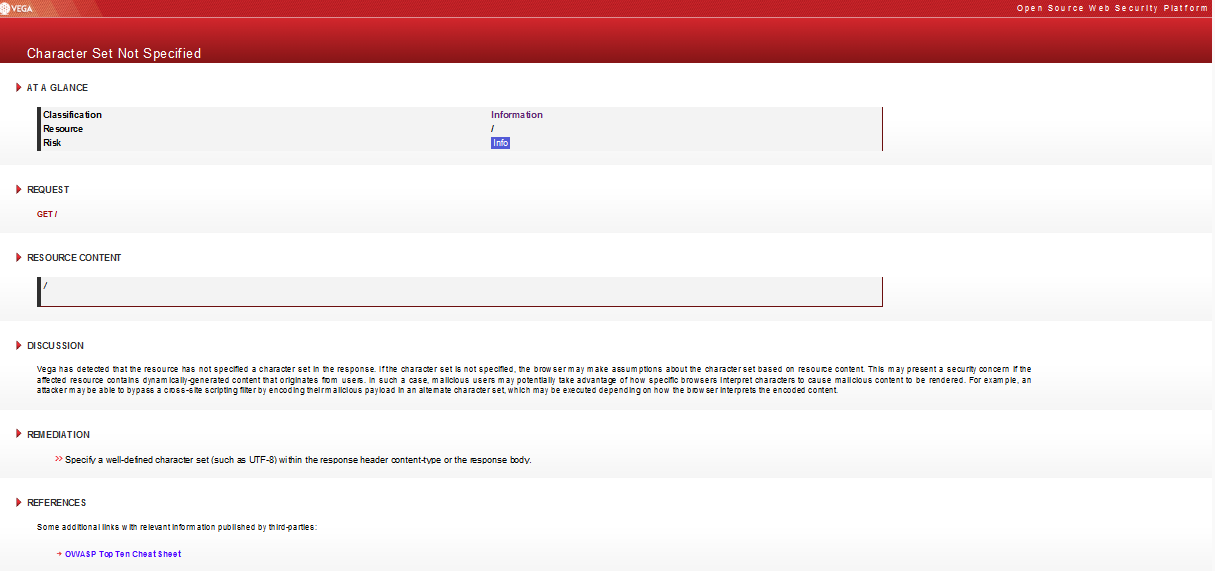 VEGA
Open Source Web Security Platform
Character Set Not Specified
AT A GLANCE
Classification Information
Resource /
Risk Info
REQUEST
GET /
RESOURCE CONTENT
/
DISCUSSION
Vega has detected that the resource has not specified a character set in the response. If the character set is not specified, the browser may make assumptions about the character set based on resource content. This may present a security concern if the
affected resource contains dynamically-generated content that originates from users. In such a case, malicious users may potentially take advantage of how specific browsers interpret characters to cause malicious content to be rendered. For example, an
attacker may be able to bypass a cross-site scripting filter by encoding their malicious payload in an alternate character set, which may be executed depending on how the browser interprets the encoded content.
REMEDIATION
» Specify a well-defined character set (such as UTF-8) within the response header content-type or the response body.
REFERENCES
Some additional links with relevant information published by third-parties:
→ OWASP Top Ten Cheat Sheet